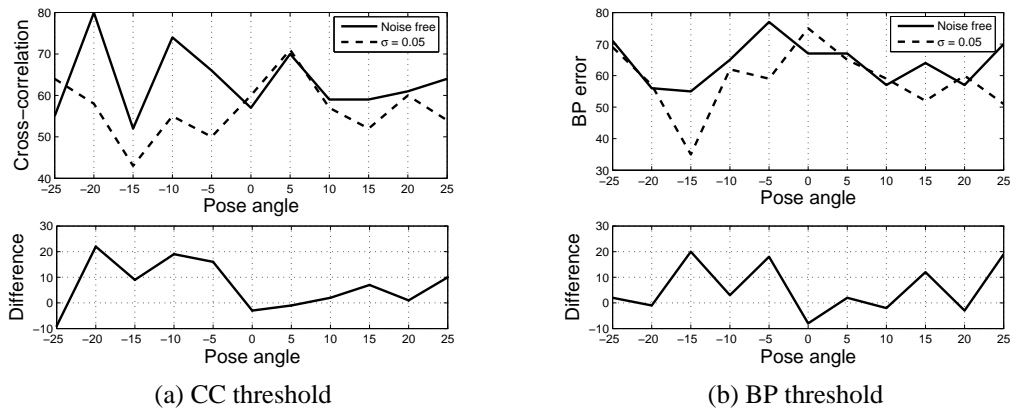 80
70
60
50
40
Cross−correlation
Noise free
σ = 0.05
−25 −20 −15 −10 −5 0 5 10 15 20 25
Pose angle
30
20
10
0
−10
Difference
−25 −20 −15 −10 −5 0 5 10 15 20 25
Pose angle
(a) CC threshold
80
70
60
50
40
30
BP error
Noise free
σ = 0.05
−25 −20 −15 −10 −5 0 5 10 15 20 25
Pose angle
30
20
10
0
−10
Difference
−25 −20 −15 −10 −5 0 5 10 15 20 25
Pose angle
(b) BP threshold